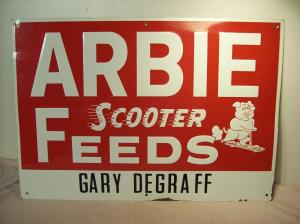 ARBIE
SCOOTER
FEEDS
GARY DEGRAFF